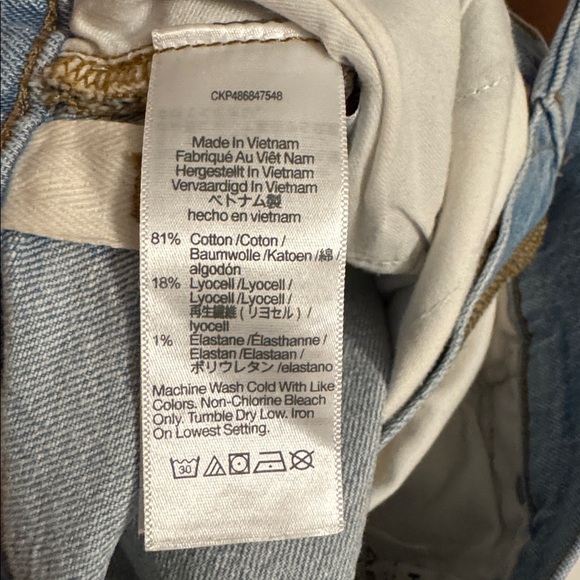 CKP486847548
Made In Vietnam
Fabriqué Au Viêt Nam
Hergestellt In Vietnam
Vervaardigd In Vietnam
ベトナム製
hecho en vietnam
81% Cotton /Coton /
Baumwolle /Katoen /綿 /
algodón
18% Lyocell /Lyocell /
Lyocell /Lyocell /
再生繊維 ( リヨセル ) /
lyocell
1% Élastane /Élasthanne /
Elastan /Elastaan /
ポリウレタン /elastano
Machine Wash Cold With Like
Colors. Non-Chlorine Bleach
Only. Tumble Dry Low. Iron
On Lowest Setting.
30